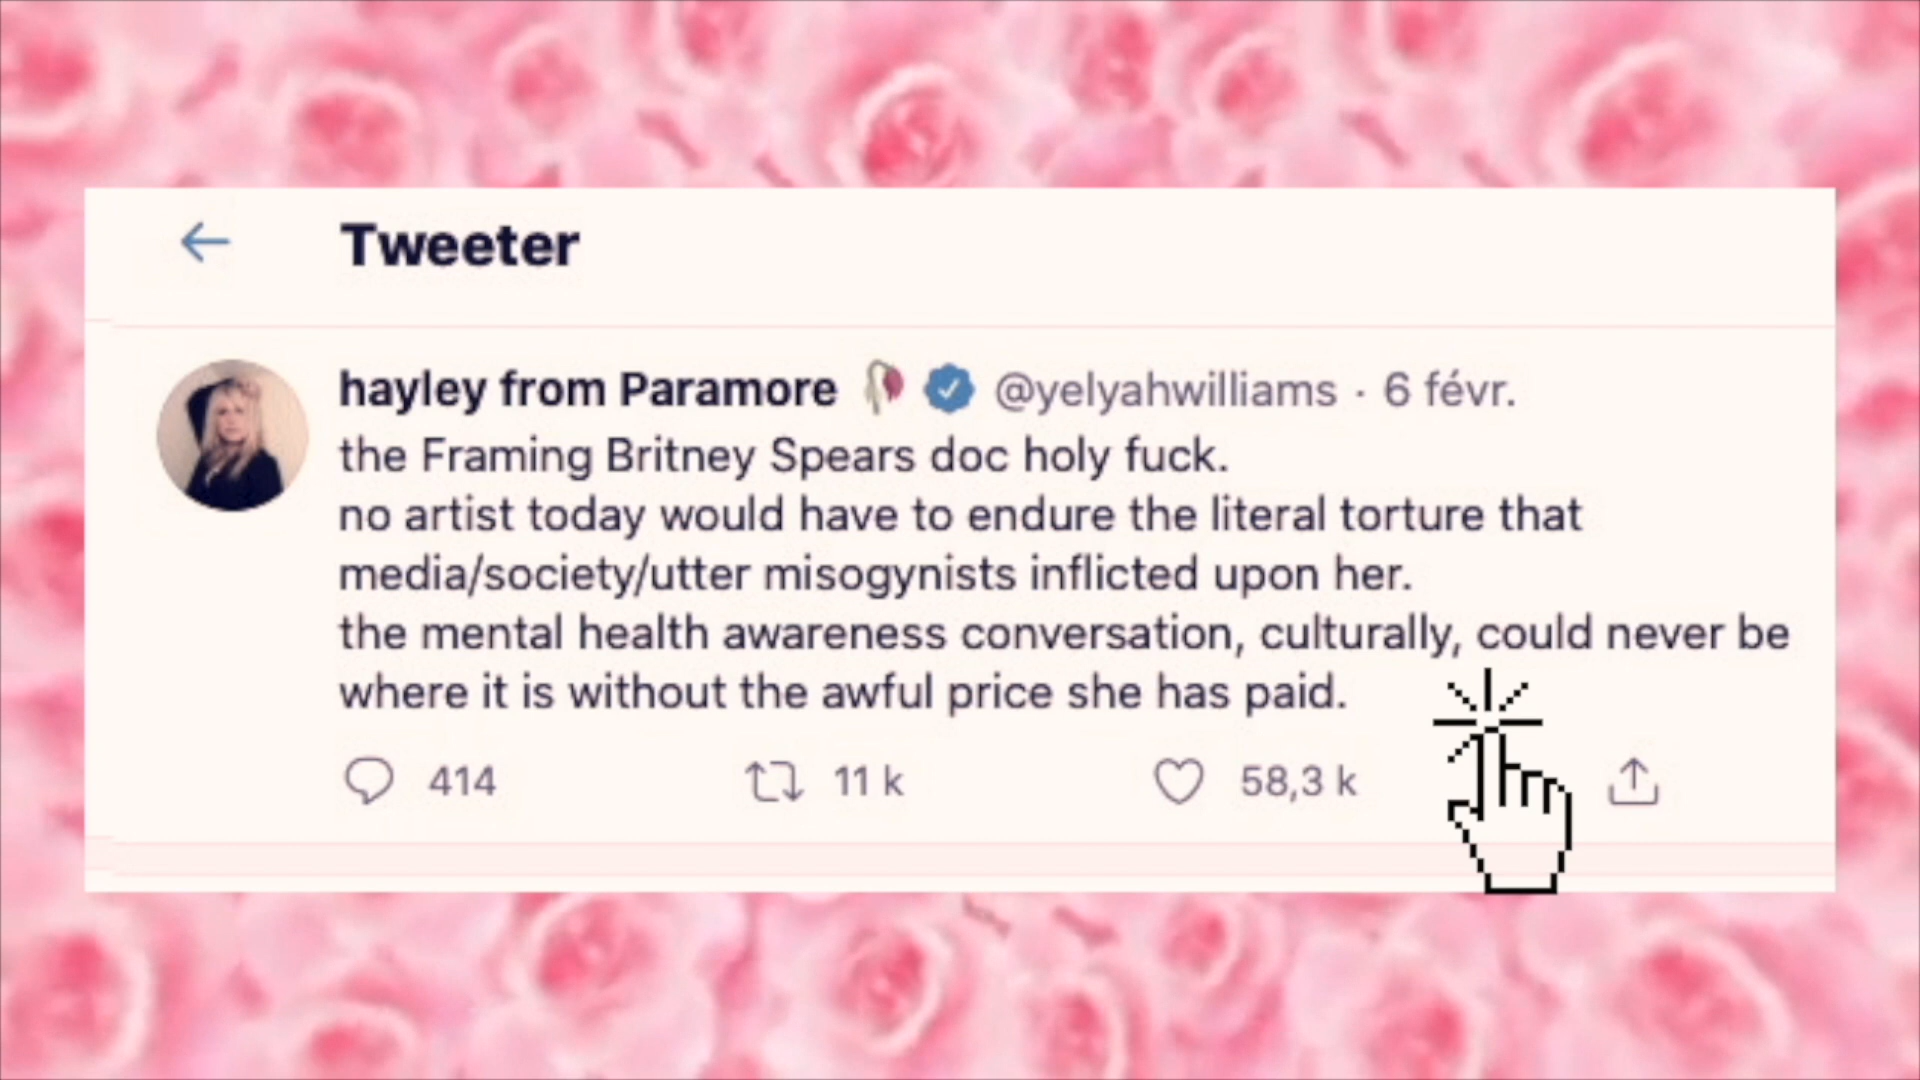 Tweeter
hayley from Paramore 🥀 @yelyahwilliams · 6 févr.
the Framing Britney Spears doc holy fuck.
no artist today would have to endure the literal torture that
media/society/utter misogynists inflicted upon her.
the mental health awareness conversation, culturally, could never be
where it is without the awful price she has paid.
414 11 k 58,3 k